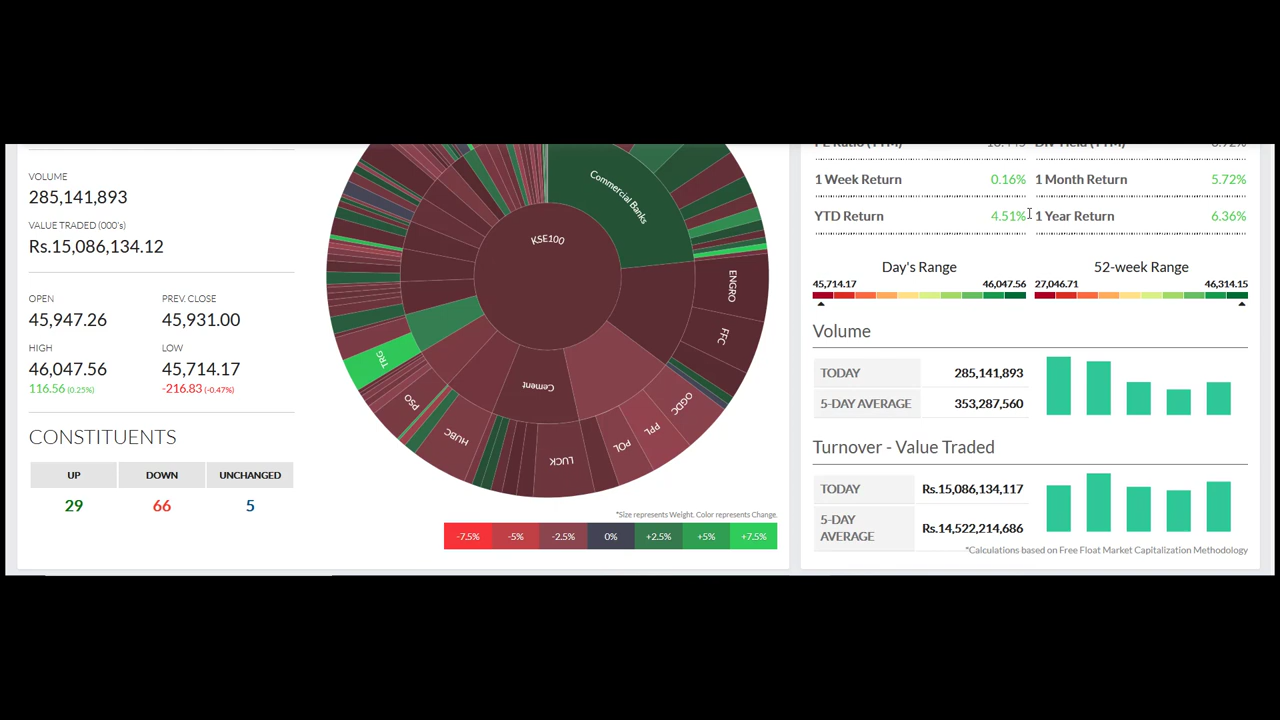 VOLUME
285,141,893
VALUE TRADED (000's)
Rs.15,086,134.12
OPEN PREV. CLOSE
45,947.26 45,931.00
HIGH LOW
46,047.56 45,714.17
116.56 (0.25%) -216.83 (-0.47%)
CONSTITUENTS
UP DOWN UNCHANGED
29 66 5
Commercial Banks
KSE100
ENGRO
FFC
OGDC
PPL
POL
Cement
LUCK
HUBC
PSO
TRG
*Size represents Weight. Color represents Change.
-7.5% -5% -2.5% 0% +2.5% +5% +7.5%
1 Week Return 0.16% 1 Month Return 5.72%
YTD Return 4.51% 1 Year Return 6.36%
Day's Range 52-week Range
45,714.17 46,047.56 27,046.71 46,314.15
Volume
TODAY 285,141,893
5-DAY AVERAGE 353,287,560
Turnover - Value Traded
TODAY Rs.15,086,134,117
5-DAY
AVERAGE Rs.14,522,214,686
*Calculations based on Free Float Market Capitalization Methodology